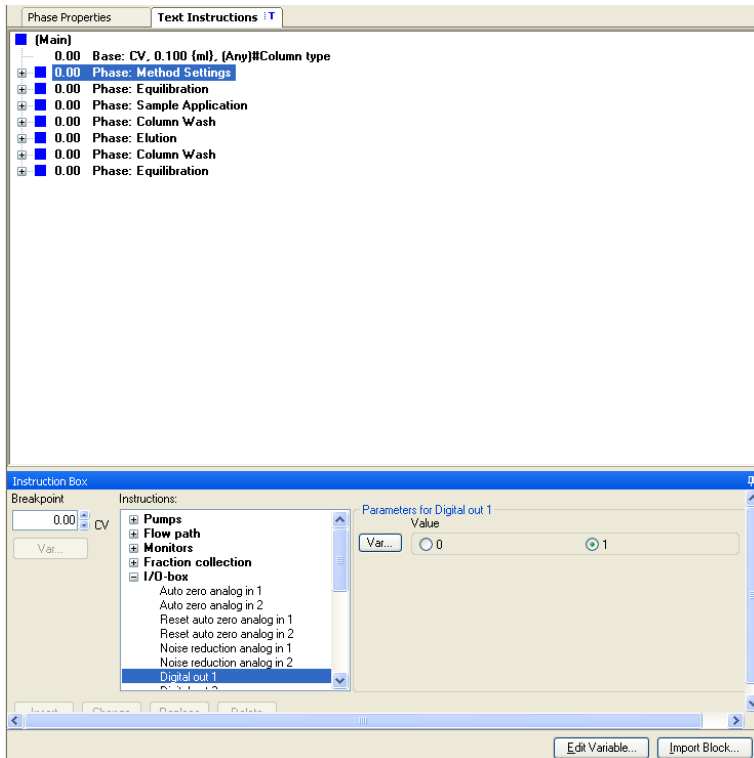 Phase Properties
Text Instructions T
(Main)
0.00 Base: CV, 0.100 {ml}, (Any)#Column type
0.00 Phase: Method Settings
0.00 Phase: Equilibration
0.00 Phase: Sample Application
0.00 Phase: Column Wash
0.00 Phase: Elution
0.00 Phase: Column Wash
0.00 Phase: Equilibration
Instruction Box
Breakpoint
0.00 CV
Var...
Instructions:
Pumps
Flow path
Monitors
Fraction collection
I/O-box
Auto zero analog in 1
Auto zero analog in 2
Reset auto zero analog in 1
Reset auto zero analog in 2
Noise reduction analog in 1
Noise reduction analog in 2
Digital out 1
Parameters for Digital out 1
Value
Var... 0 1
Insert Change Replace Delete
Edit Variable... Import Block...